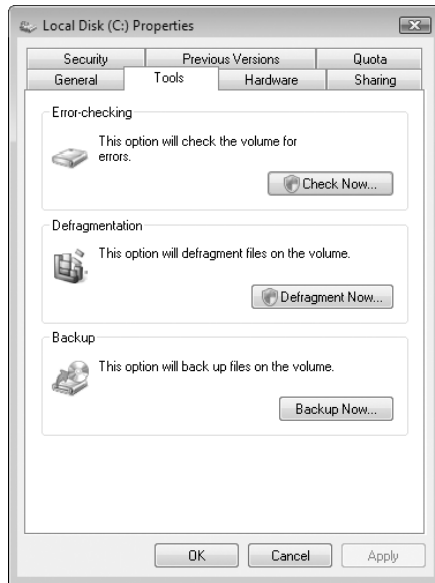 Local Disk (C:) Properties
Security Previous Versions Quota
General Tools Hardware Sharing
Error-checking
This option will check the volume for
errors.
Check Now...
Defragmentation
This option will defragment files on the volume.
Defragment Now...
Backup
This option will back up files on the volume.
Backup Now...
OK Cancel Apply